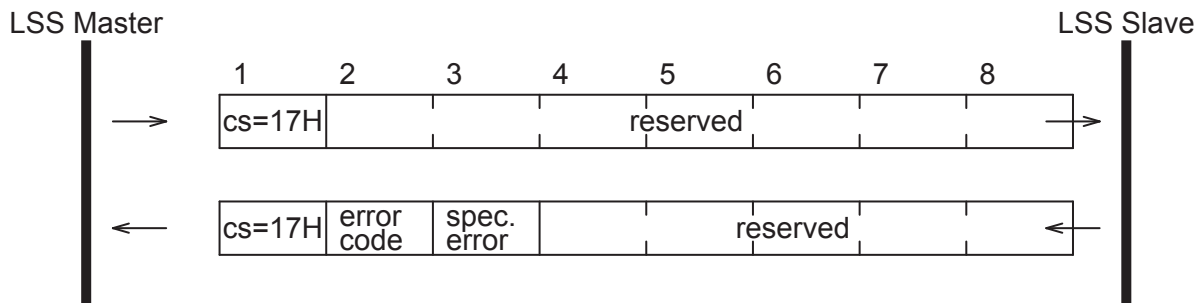 LSS Master LSS Slave
1 2 3 4 5 6 7 8
cs=17H reserved
cs=17H error code spec. error reserved